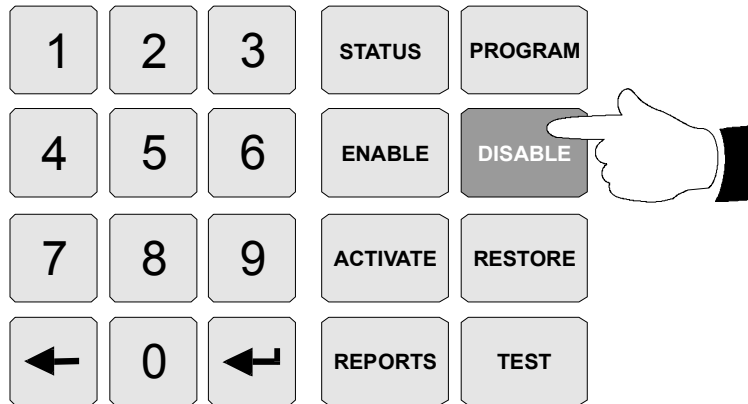 1 2 3 STATUS PROGRAM
4 5 6 ENABLE DISABLE
7 8 9 ACTIVATE RESTORE
0 REPORTS TEST